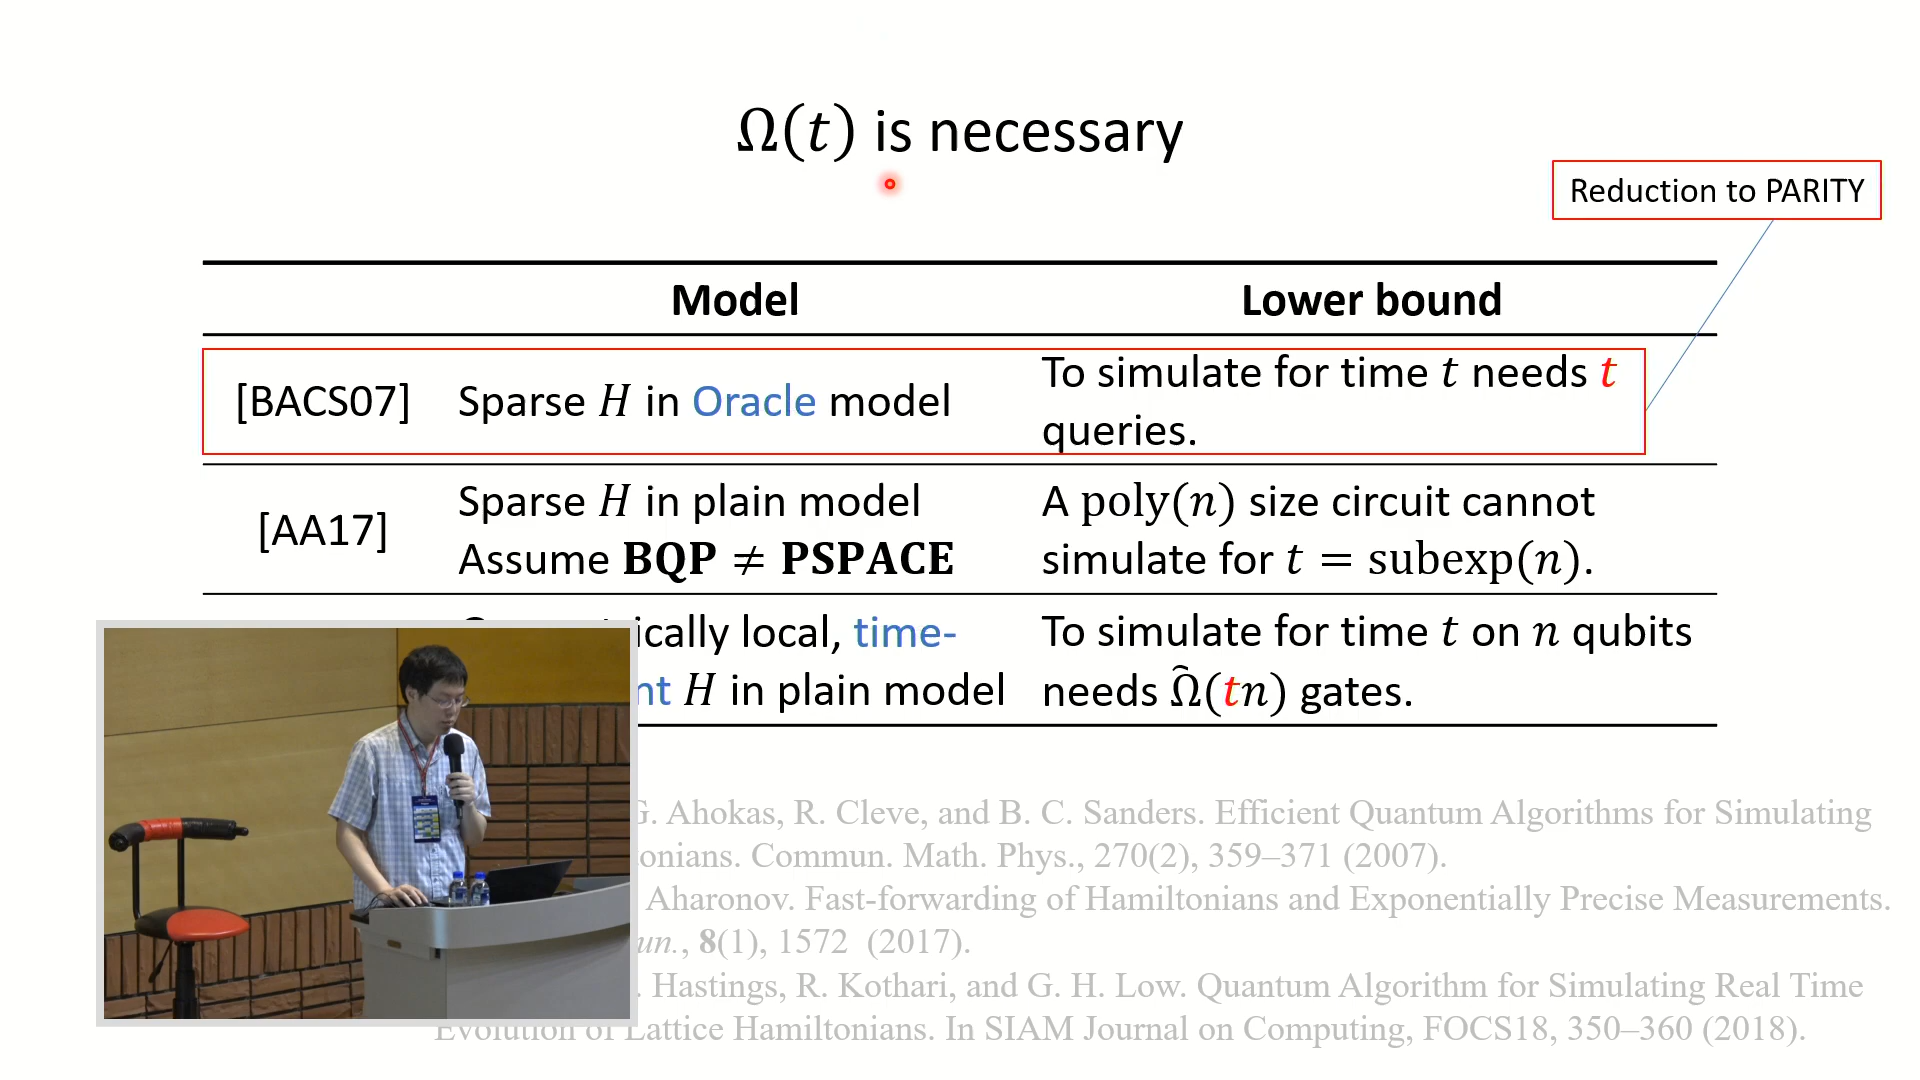 Ω(t) is necessary
Reduction to PARITY
Model Lower bound
[BACS07] Sparse H in Oracle model To simulate for time t needs t
queries.
[AA17] Sparse H in plain model A poly(n) size circuit cannot
Assume BQP ≠ PSPACE simulate for t = subexp(n).
ically local, time- To simulate for time t on n qubits
nt H in plain model needs Ω̃(tn) gates.
G. Ahokas, R. Cleve, and B. C. Sanders. Efficient Quantum Algorithms for Simulating
onians. Commun. Math. Phys., 270(2), 359–371 (2007).
Aharonov. Fast-forwarding of Hamiltonians and Exponentially Precise Measurements.
un., 8(1), 1572 (2017).
. Hastings, R. Kothari, and G. H. Low. Quantum Algorithm for Simulating Real Time
Evolution of Lattice Hamiltonians. In SIAM Journal on Computing, FOCS18, 350–360 (2018).